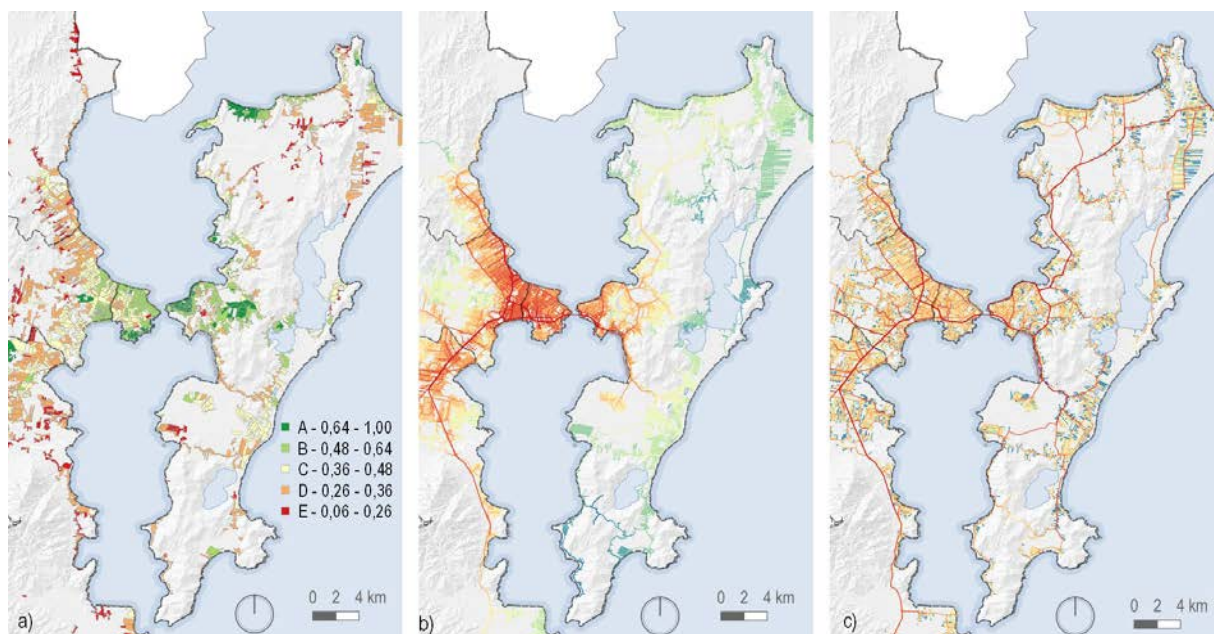 A - 0,64 - 1,00
B - 0,48 - 0,64
C - 0,36 - 0,48
D - 0,26 - 0,36
E - 0,06 - 0,26
a)
0 2 4 km
b)
0 2 4 km
c)
0 2 4 km